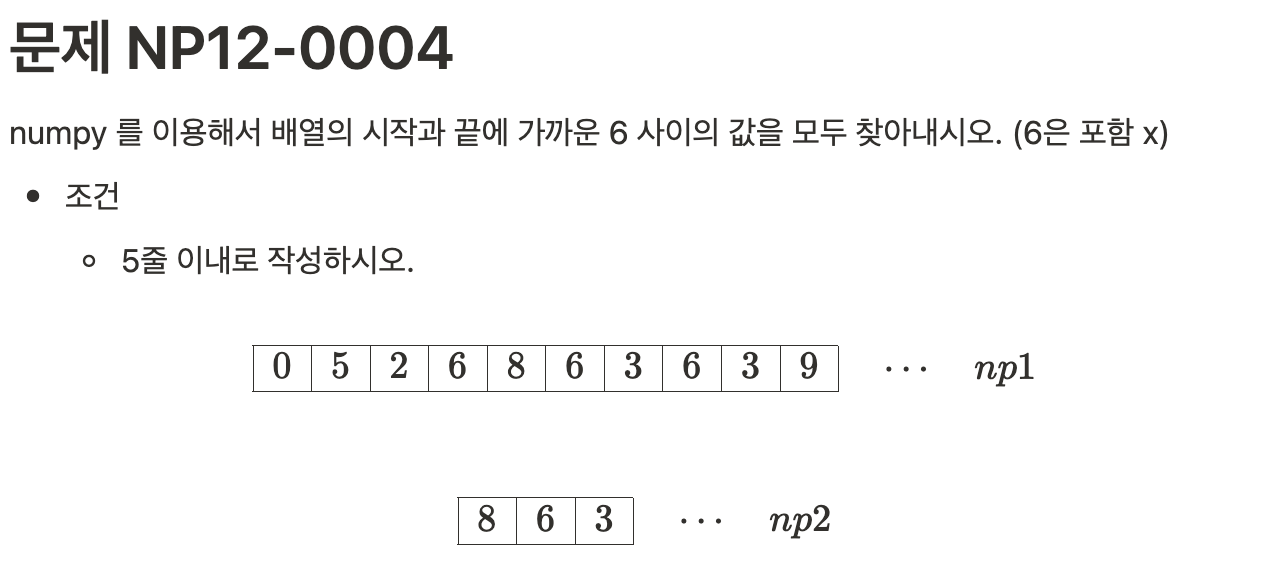 문제 NP12-0004
numpy 를 이용해서 배열의 시작과 끝에 가까운 6 사이의 값을 모두 찾아내시오. (6은 포함 x)
• 조건
◦ 5줄 이내로 작성하시오.
0 5 2 6 8 6 3 6 3 9 ⋯ np1
8 6 3 ⋯ np2